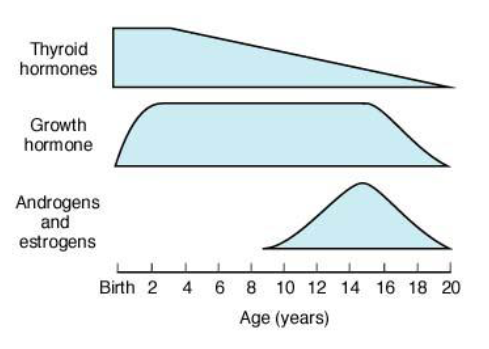 Thyroid
hormones
Growth
hormone
Androgens
and
estrogens
Birth 2 4 6 8 10 12 14 16 18 20
Age (years)